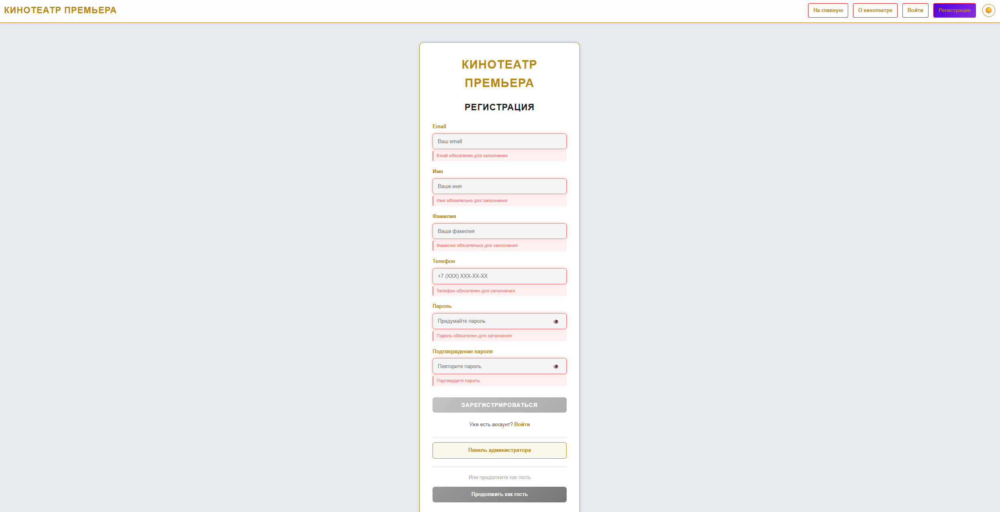 КИНОТЕАТР ПРЕМЬЕРА
На главную
О кинотеатре
Войти
Регистрация
КИНОТЕАТР
ПРЕМЬЕРА
РЕГИСТРАЦИЯ
Email
Ваш email
Email обязателен для заполнения
Имя
Ваше имя
Имя обязательно для заполнения
Фамилия
Ваша фамилия
Фамилия обязательна для заполнения
Телефон
+7 (XXX) XXX-XX-XX
Телефон обязателен для заполнения
Пароль
Придумайте пароль
Пароль обязателен для заполнения
Подтверждение пароля
Повторите пароль
Подтвердите пароль
ЗАРЕГИСТРИРОВАТЬСЯ
Уже есть аккаунт? Войти
Панель администратора
Или продолжите как гость
Продолжить как гость